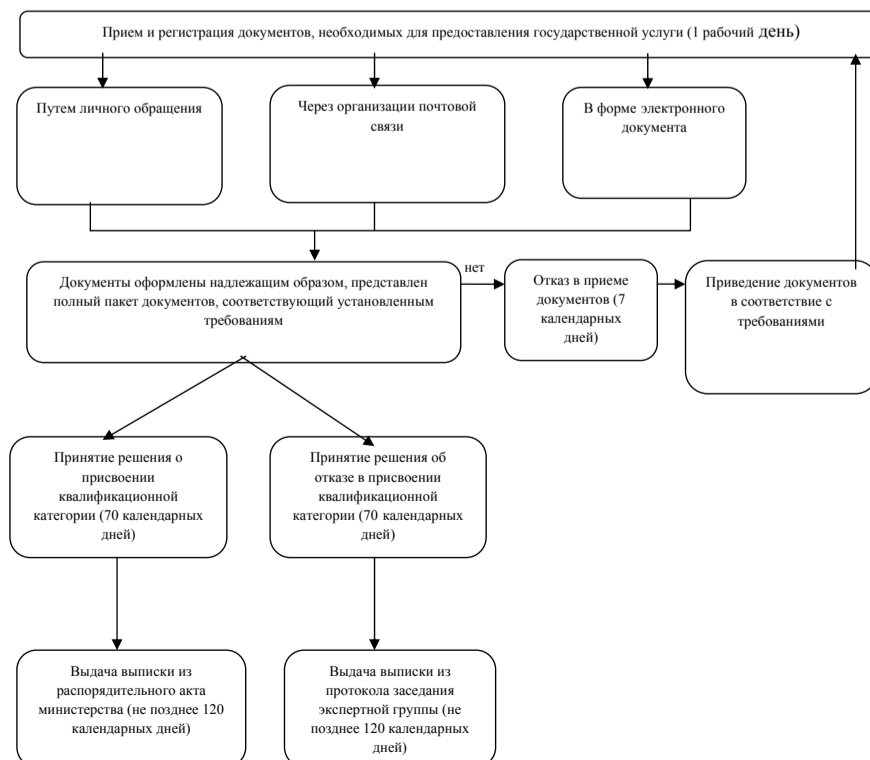 Прием и регистрация документов, необходимых для предоставления государственной услуги (1 рабочий день)
Путем личного обращения
Через организации почтовой
связи
В форме электронного
документа
Документы оформлены надлежащим образом, представлен
полный пакет документов, соответствующий установленным
требованиям
нет
Отказ в приеме
документов (7
календарных
дней)
Приведение документов
в соответствие с
требованиями
Принятие решения о
присвоении
квалификационной
категории (70 календарных
дней)
Принятие решения об
отказе в присвоении
квалификационной
категории (70 календарных
дней)
Выдача выписки из
распорядительного акта
министерства (не позднее 120
календарных дней)
Выдача выписки из
протокола заседания
экспертной группы (не
позднее 120 календарных
дней)